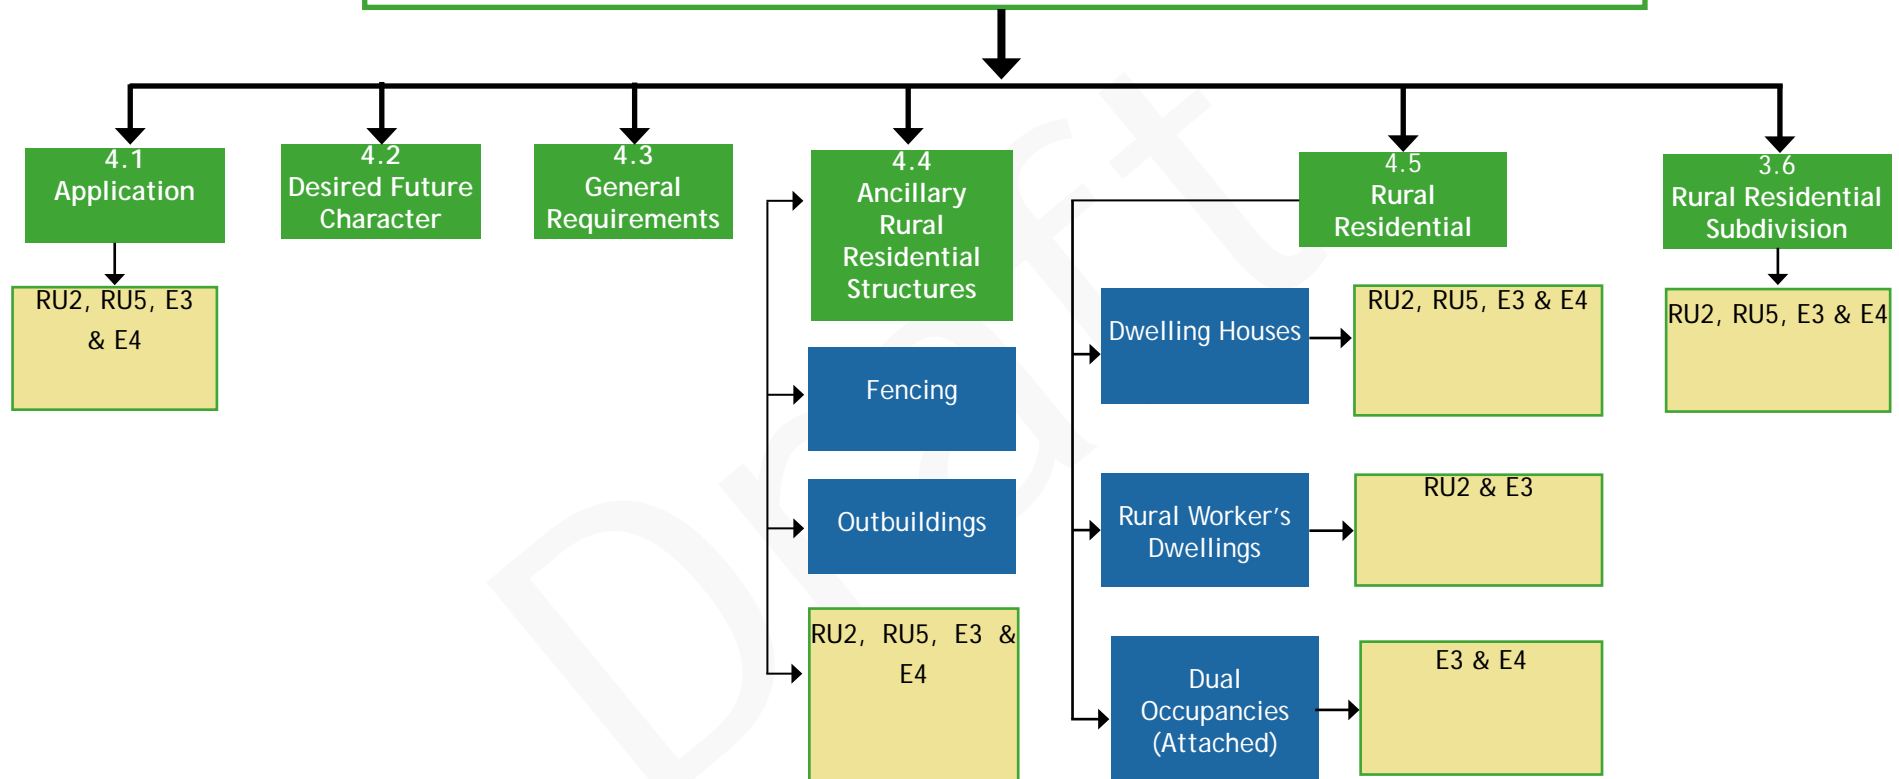 4.1
Application
RU2, RU5, E3
& E4
4.2
Desired Future
Character
4.3
General
Requirements
4.4
Ancillary
Rural
Residential
Structures
Fencing
Outbuildings
RU2, RU5, E3 &
E4
4.5
Rural
Residential
Dwelling Houses
RU2, RU5, E3 & E4
Rural Worker’s
Dwellings
RU2 & E3
Dual
Occupancies
(Attached)
E3 & E4
3.6
Rural Residential
Subdivision
RU2, RU5, E3 & E4
Draft